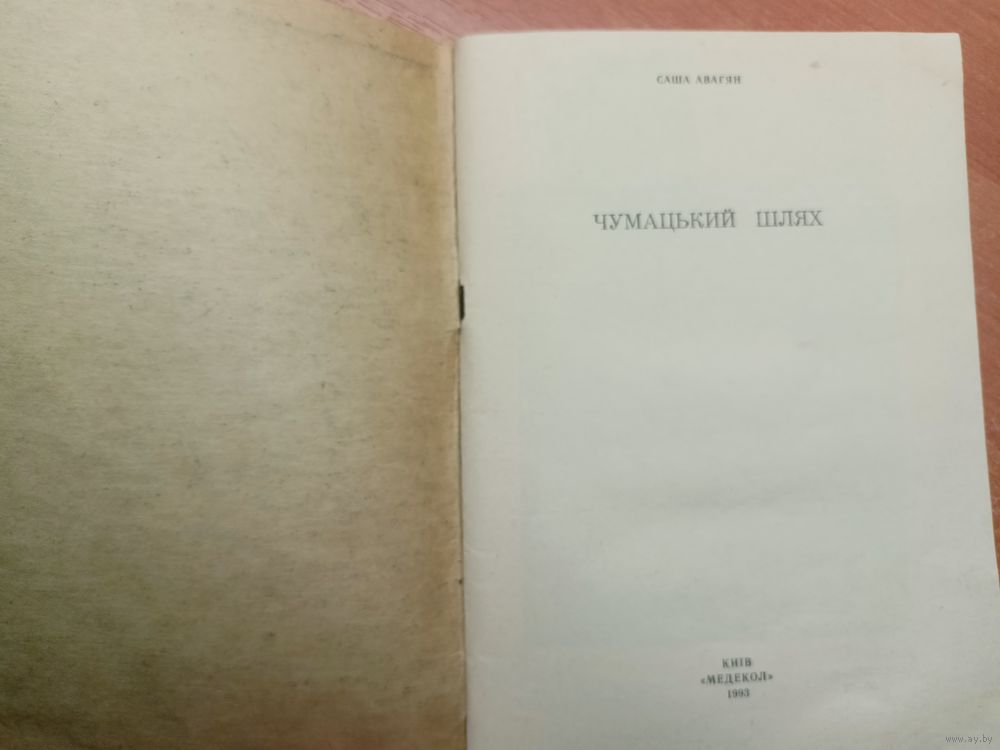 САША АВАГЯН
ЧУМАЦЬКИЙ ШЛЯХ
КИЇВ
«МЕДЕКОЛ»
1993
www.ay.by